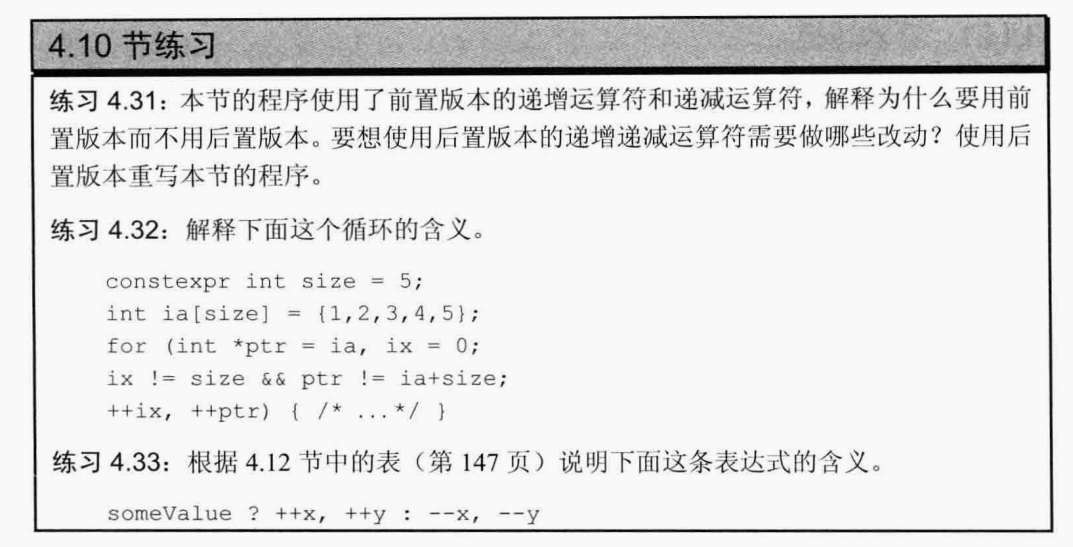 4.10 节练习
练习 4.31：本节的程序使用了前置版本的递增运算符和递减运算符，解释为什么要用前
置版本而不用后置版本。要想使用后置版本的递增递减运算符需要做哪些改动？使用后
置版本重写本节的程序。
练习 4.32：解释下面这个循环的含义。
constexpr int size = 5;
int ia[size] = {1,2,3,4,5};
for (int *ptr = ia, ix = 0;
ix != size && ptr != ia+size;
++ix, ++ptr) { /* ...*/ }
练习 4.33：根据 4.12 节中的表（第 147 页）说明下面这条表达式的含义。
someValue ? ++x, ++y : --x, --y